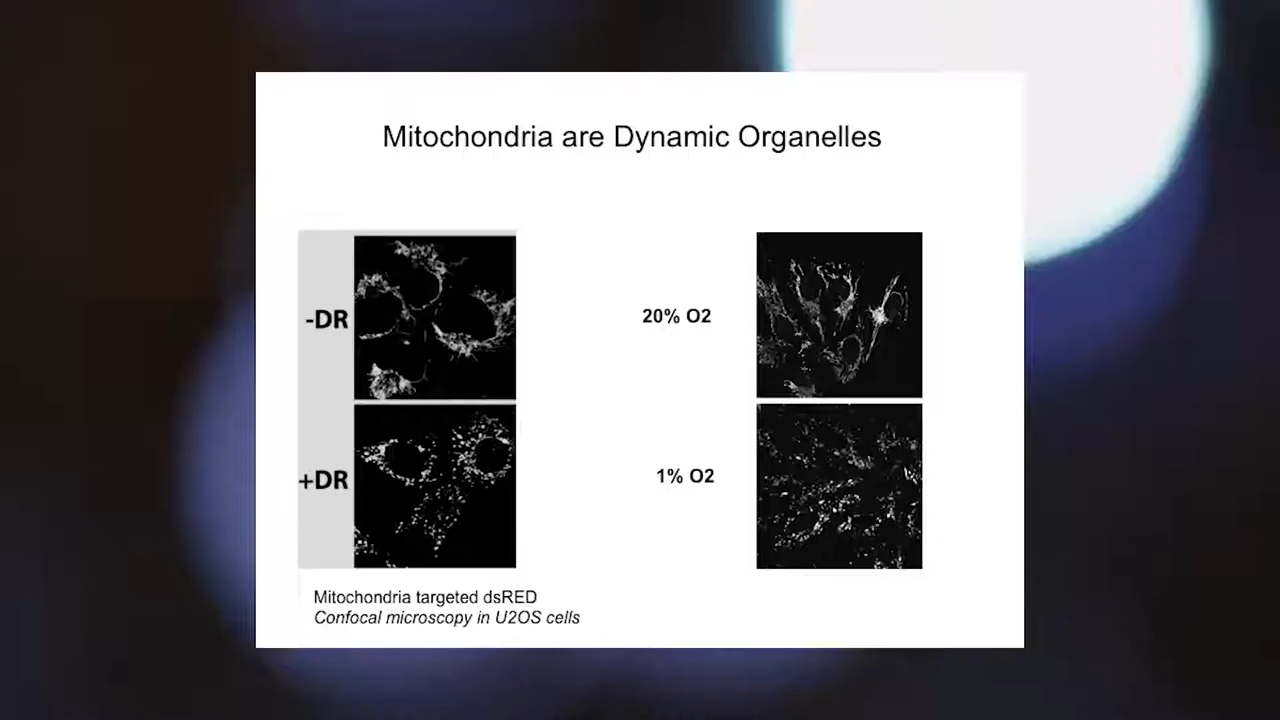 Mitochondria are Dynamic Organelles
-DR
20% O2
+DR
1% O2
Mitochondria targeted dsRED
Confocal microscopy in U2OS cells